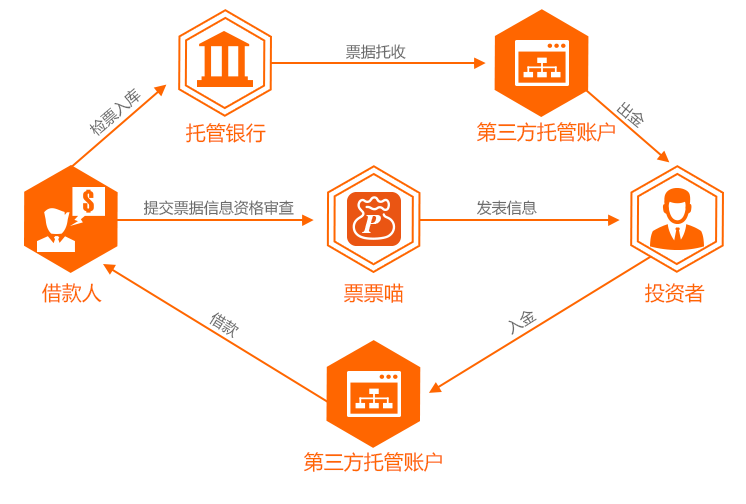 票据托收
托管银行
第三方托管账户
检票入库
出金
$
提交票据信息资格审查
P
发表信息
借款人
票票喵
投资者
借款
入金
第三方托管账户